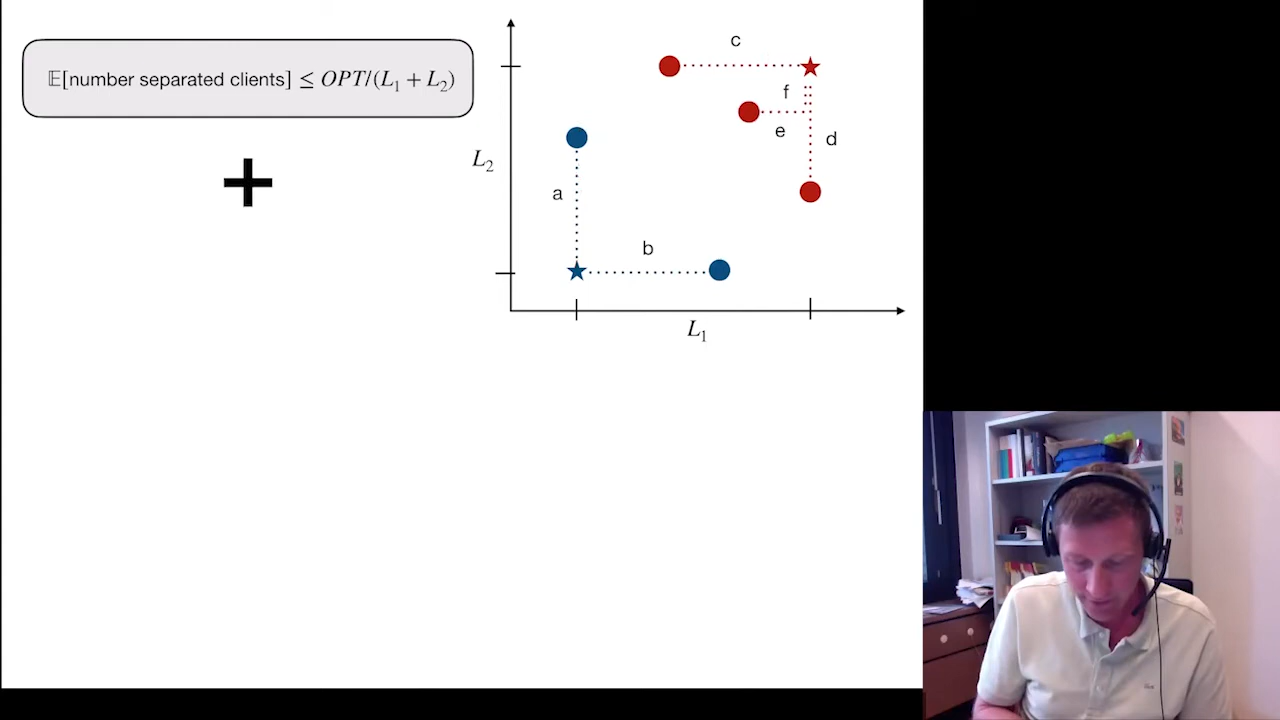 𝔼[number separated clients] ≤ OPT/(L₁ + L₂)
+
c
f
e
d
L₂
a
b
L₁